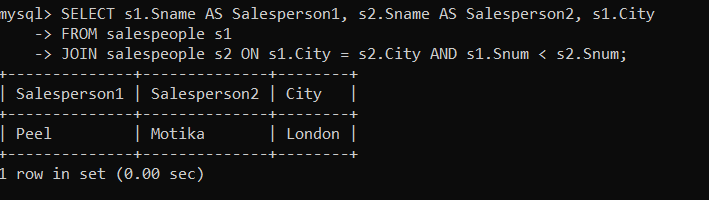 mysql> SELECT s1.Sname AS Salesperson1, s2.Sname AS Salesperson2, s1.City
    -> FROM salespeople s1
    -> JOIN salespeople s2 ON s1.City = s2.City AND s1.Snum < s2.Snum;
+--------------+--------------+--------+
| Salesperson1 | Salesperson2 | City   |
+--------------+--------------+--------+
| Peel         | Motika       | London |
+--------------+--------------+--------+
1 row in set (0.00 sec)